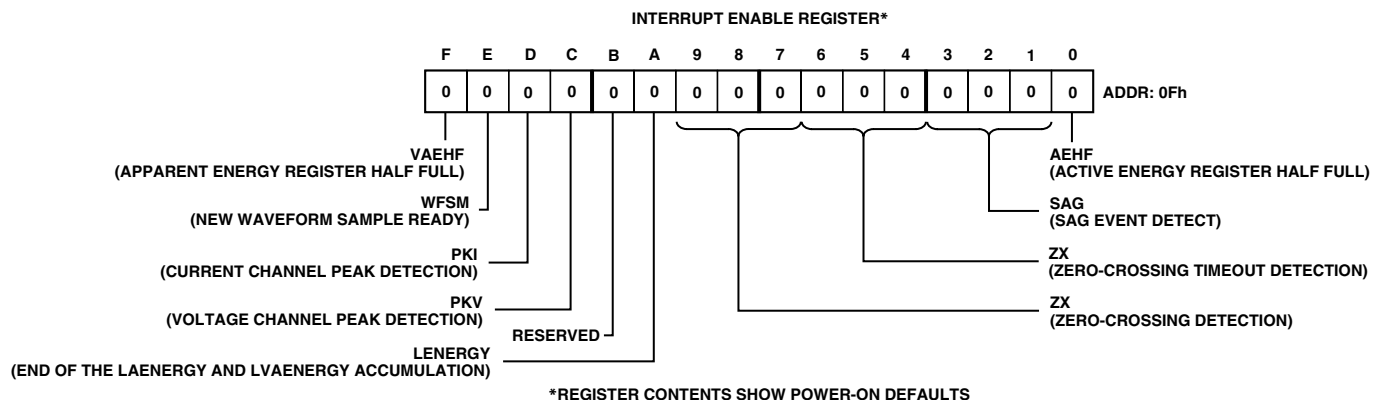 INTERRUPT ENABLE REGISTER*
F E D C B A 9 8 7 6 5 4 3 2 1 0
0 0 0 0 0 0 0 0 0 0 0 0 0 0 0 0 ADDR: 0Fh
VAEHF
(APPARENT ENERGY REGISTER HALF FULL)
WFSM
(NEW WAVEFORM SAMPLE READY)
PKI
(CURRENT CHANNEL PEAK DETECTION)
PKV
(VOLTAGE CHANNEL PEAK DETECTION)
RESERVED
LENERGY
(END OF THE LAENERGY AND LVAENERGY ACCUMULATION)
AEHF
(ACTIVE ENERGY REGISTER HALF FULL)
SAG
(SAG EVENT DETECT)
ZX
(ZERO-CROSSING TIMEOUT DETECTION)
ZX
(ZERO-CROSSING DETECTION)
*REGISTER CONTENTS SHOW POWER-ON DEFAULTS